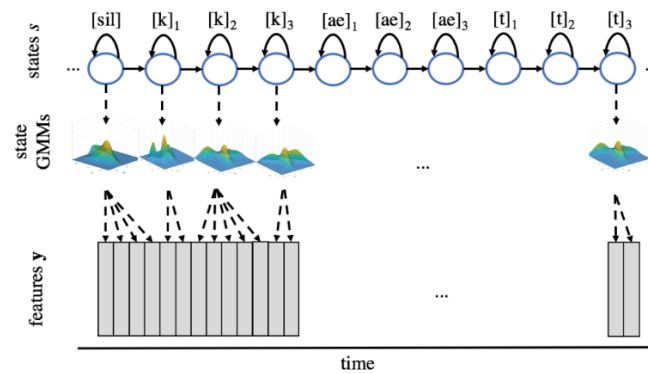 [sil] [k]₁ [k]₂ [k]₃ [ae]₁ [ae]₂ [ae]₃ [t]₁ [t]₂ [t]₃
states s
... ...
state
GMMs
...
features y
...
time